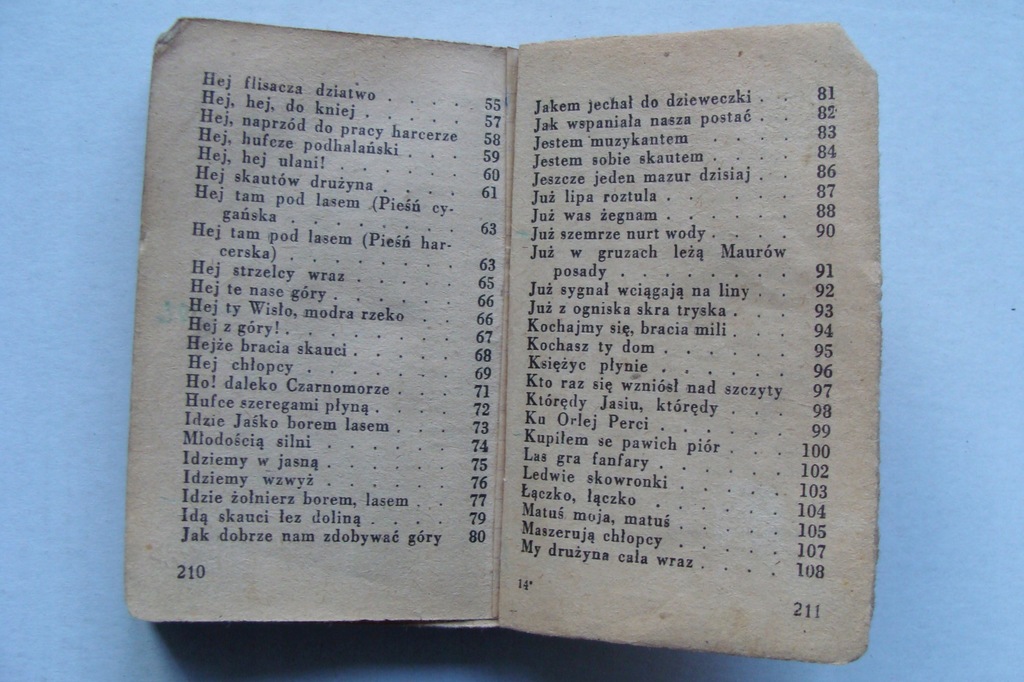 Hej flisacza dziatwo . . . . 55
Hej, hej, do kniej . . . . . 57
Hej, naprzód do pracy harcerze 58
Hej, hufcze podhalański . . . 59
Hej, hej ulani! . . . . . . 60
Hej skautów drużyna . . . . 61
Hej tam pod lasem (Pieśń cy-
gańska . . . . . . . . 63
Hej tam pod lasem (Pieśń har-
cerska) . . . . . . . . 63
Hej strzelcy wraz . . . . . 65
Hej te nase góry . . . . . . 66
Hej ty Wisło, modra rzeko . . 66
Hej z góry! . . . . . . . . 67
Hejże bracia skauci . . . . . 68
Hej chłopcy . . . . . . . 69
Ho! daleko Czarnomorze . . . 71
Hufce szeregami płyną . . . . 72
Idzie Jaśko borem lasem . . . 73
Młodością silni . . . . . . 74
Idziemy w jasną . . . . . . 75
Idziemy wzwyż . . . . . . 76
Idzie żołnierz borem, lasem . . 77
Idą skauci łez doliną . . . . 79
Jak dobrze nam zdobywać góry 80
210
Jakem jechał do dzieweczki . . 81
Jak wspaniała nasza postać . . 82
Jestem muzykantem . . . . 83
Jestem sobie skautem . . . . 84
Jeszcze jeden mazur dzisiaj . . 86
Już lipa roztula . . . . . . 87
Już was żegnam . . . . . . 88
Już szemrze nurt wody . . . . 90
Już w gruzach leżą Maurów
posady . . . . . . . . 91
Już sygnał wciągają na liny . . 92
Już z ogniska skra tryska . . . 93
Kochajmy się, bracia mili . . . 94
Kochasz ty dom . . . . . . 95
Księżyc płynie . . . . . . 96
Kto raz się wzniósł nad szczyty 97
Którędy Jasiu, którędy . . . 98
Ku Orlej Perci . . . . . . 99
Kupiłem se pawich piór . . . 100
Las gra fanfary . . . . . . 102
Ledwie skowronki . . . . . 103
Łączko, łączko . . . . . . 104
Matuś moja, matuś . . . . . 105
Maszerują chłopcy . . . . . 107
My drużyna cała wraz . . . . 108
14*
211